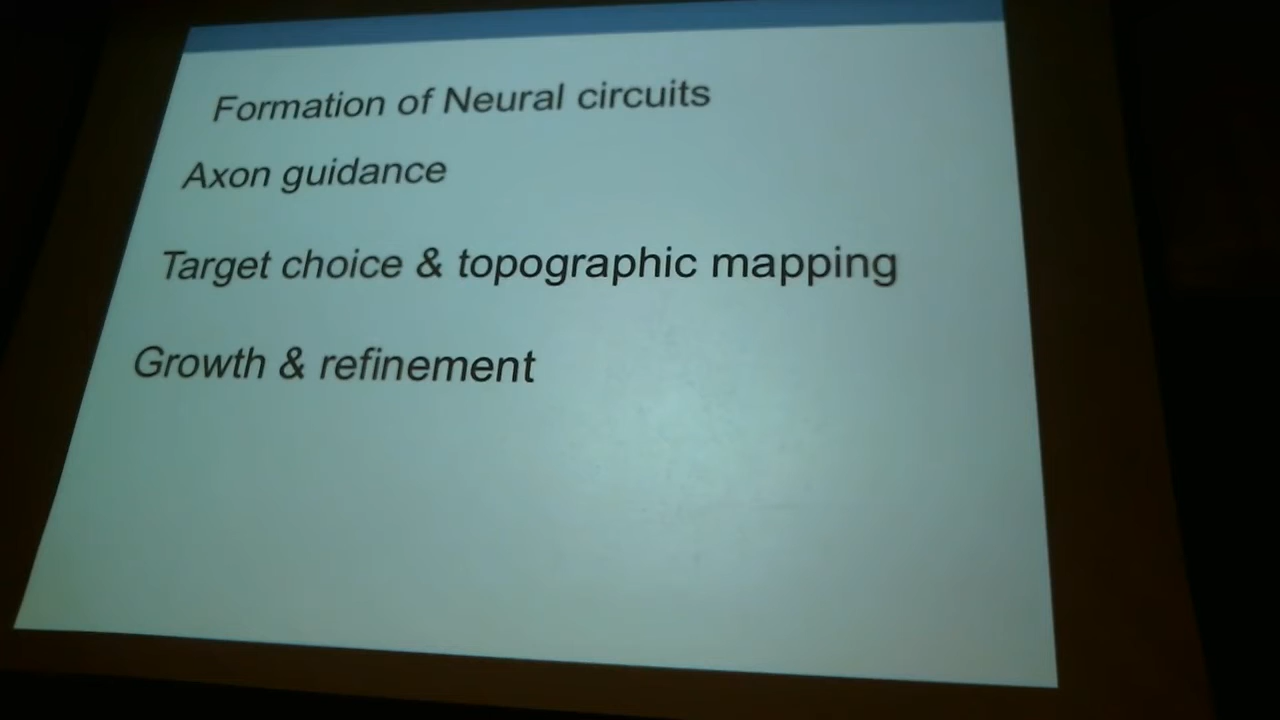 Formation of Neural circuits
Axon guidance
Target choice & topographic mapping
Growth & refinement